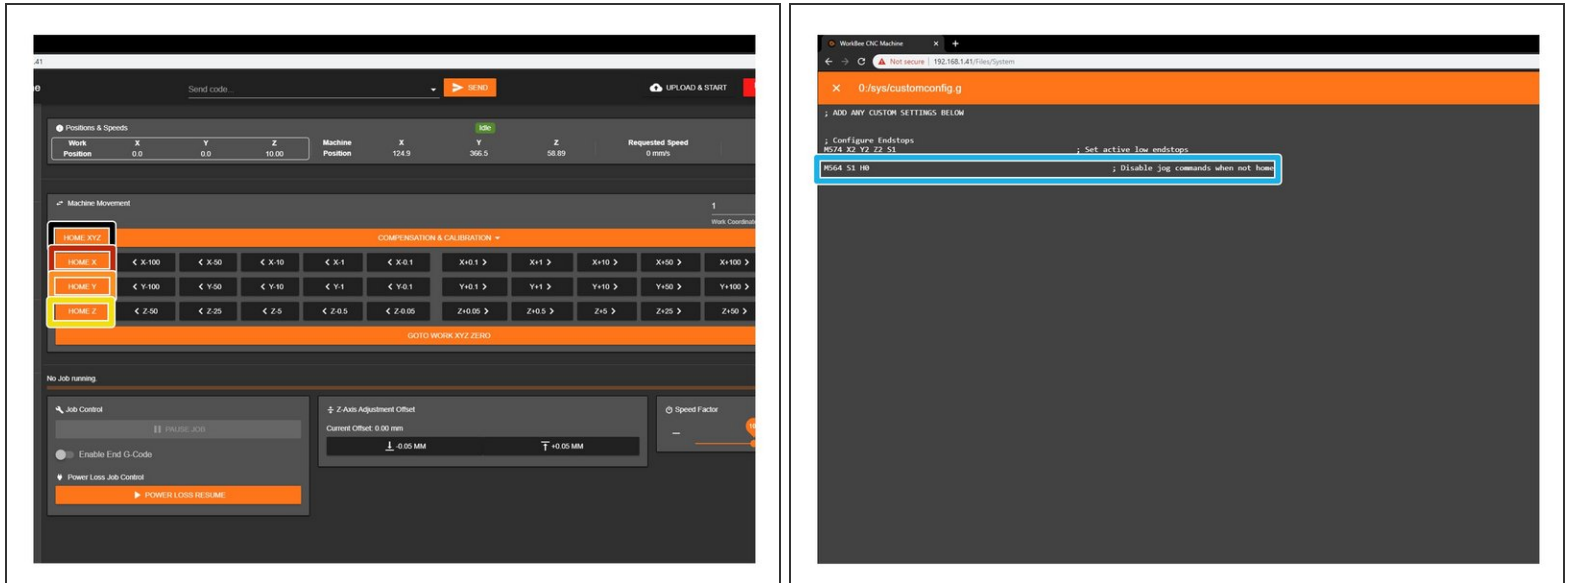 .41
Send code...
SEND
UPLOAD & START
Positions & Speeds
Idle
Work Position
X
0.0
Y
0.0
Z
10.00
Machine Position
X
124.9
Y
366.5
Z
58.89
Requested Speed
0 mm/s
Machine Movement
1
Work Coordinate
HOME XYZ
COMPENSATION & CALIBRATION
HOME X X-100 X-50 X-10 X-1 X-0.1 X+0.1 X+1 X+10 X+50 X+100
HOME Y Y-100 Y-50 Y-10 Y-1 Y-0.1 Y+0.1 Y+1 Y+10 Y+50 Y+100
HOME Z Z-50 Z-25 Z-5 Z-0.5 Z-0.05 Z+0.05 Z+0.5 Z+5 Z+25 Z+50
GOTO WORK XYZ ZERO
No Job running.
Job Control
PAUSE JOB
Enable End G-Code
Power Loss Job Control
POWER LOSS RESUME
Z-Axis Adjustment Offset
Current Offset: 0.00 mm
-0.05 MM
+0.05 MM
Speed Factor
WorkBee CNC Machine
Not secure | 192.168.1.41/Files/System
0:/sys/customconfig.g
; ADD ANY CUSTOM SETTINGS BELOW
; Configure Endstops
M574 X2 Y2 Z2 S1 ; Set active low endstops
M564 S1 H0 ; Disable jog commands when not home